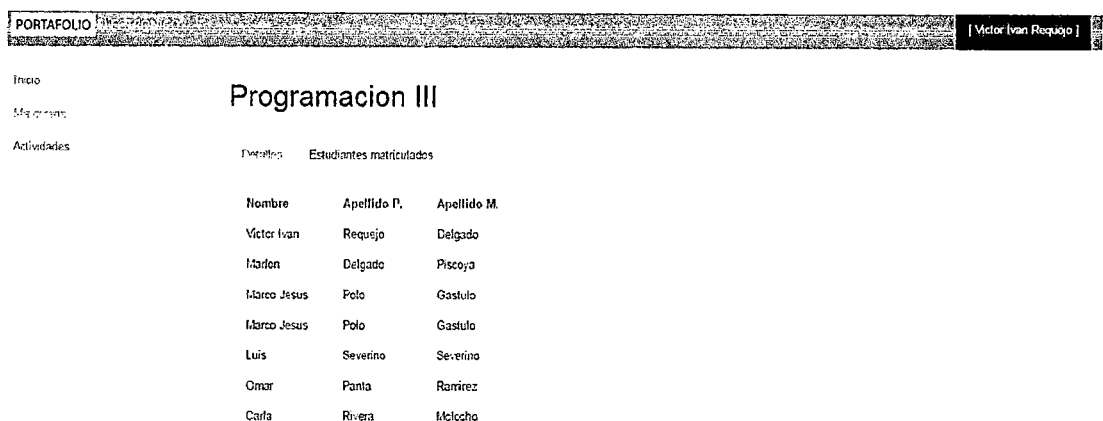 PORTAFOLIO
[ Victor Ivan Requejo ]
Inicio
Actividades
Programacion III
Detalles Estudiantes matriculados
Nombre Apellido P. Apellido M.
Victor Ivan Requejo Delgado
Marlon Delgado Piscoya
Marco Jesus Polo Gastulo
Marco Jesus Polo Gastulo
Luis Severino Severino
Omar Panta Ramirez
Carla Rivera